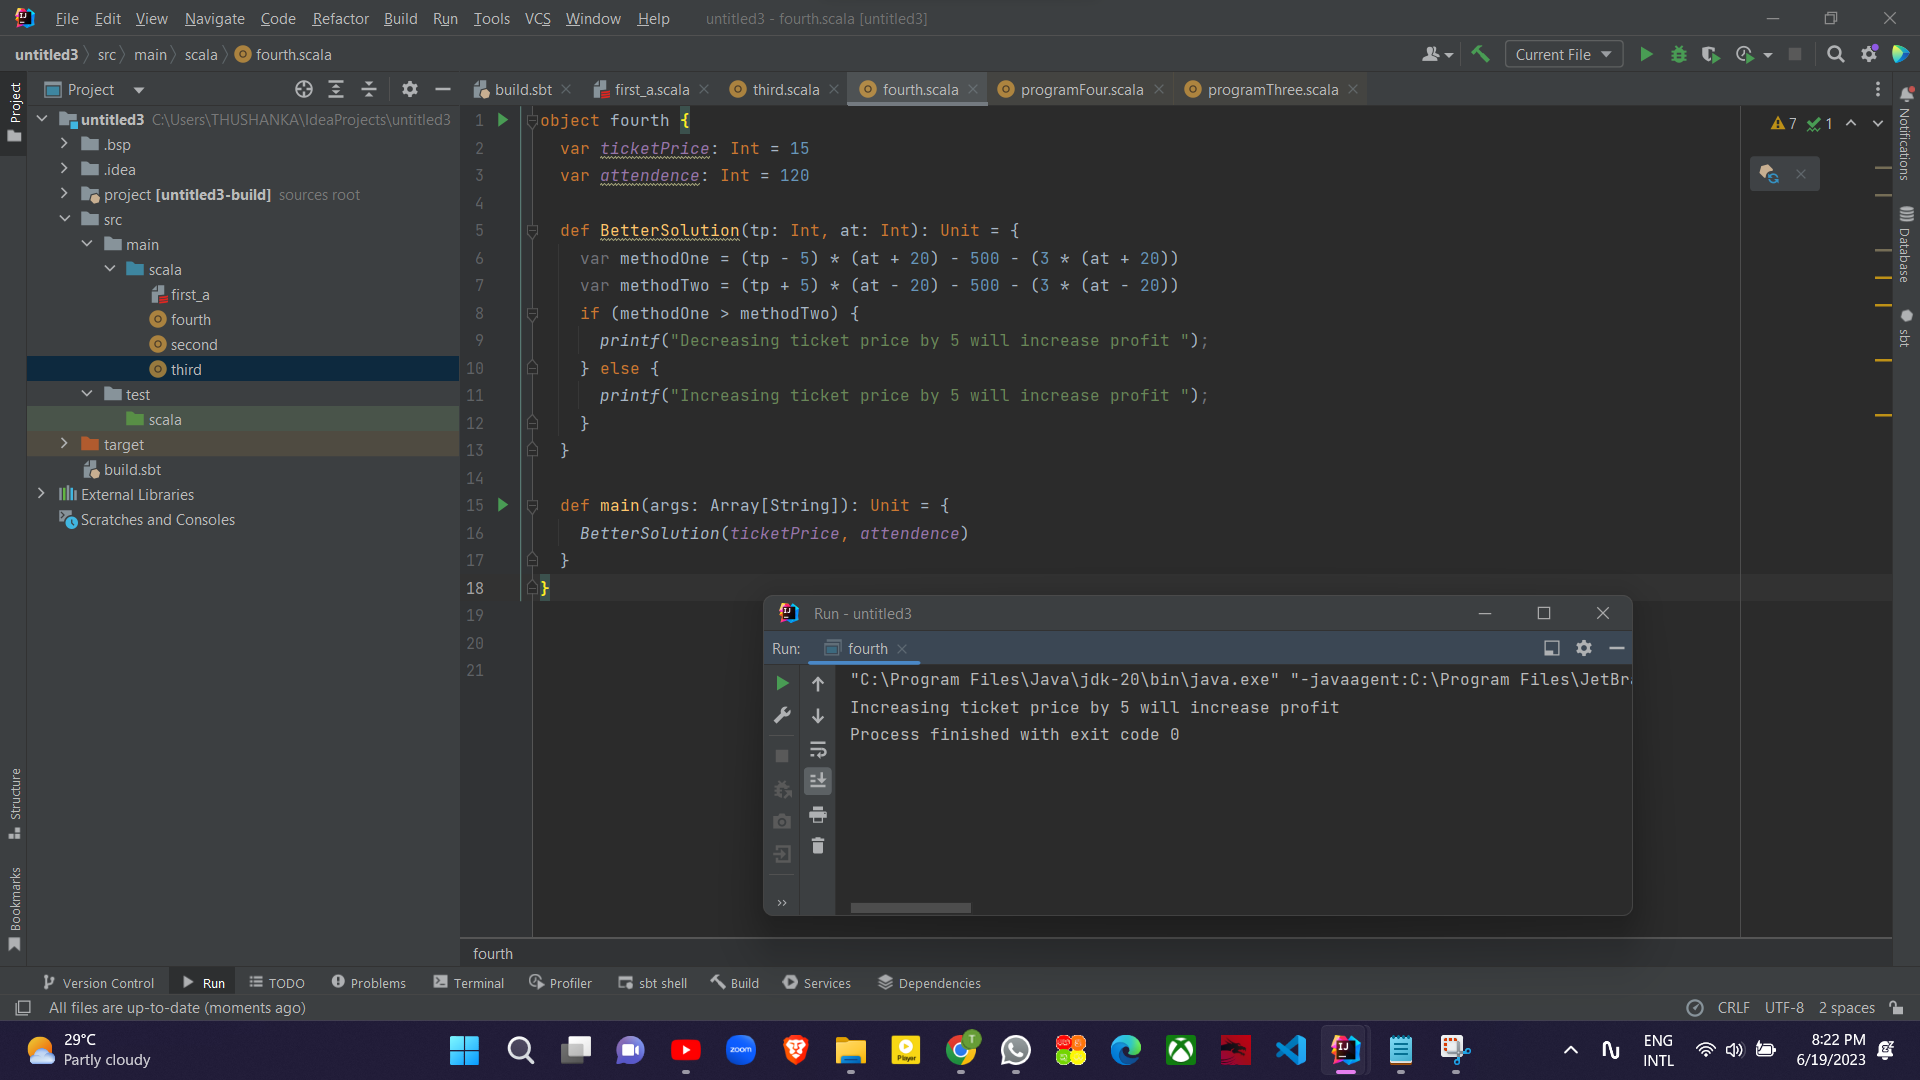 File Edit View Navigate Code Refactor Build Run Tools VCS Window Help untitled3 - fourth.scala [untitled3]
untitled3 src main scala fourth.scala Current File
Project build.sbt first_a.scala third.scala fourth.scala programFour.scala programThree.scala
Project
untitled3 C:\Users\THUSHANKA\IdeaProjects\untitled3
.bsp
.idea
project [untitled3-build] sources root
src
main
scala
first_a
fourth
second
third
test
scala
target
build.sbt
External Libraries
Scratches and Consoles
Structure
Bookmarks
1 object fourth {
2 var ticketPrice: Int = 15
3 var attendence: Int = 120
4
5 def BetterSolution(tp: Int, at: Int): Unit = {
6 var methodOne = (tp - 5) * (at + 20) - 500 - (3 * (at + 20))
7 var methodTwo = (tp + 5) * (at - 20) - 500 - (3 * (at - 20))
8 if (methodOne > methodTwo) {
9 printf("Decreasing ticket price by 5 will increase profit ");
10 } else {
11 printf("Increasing ticket price by 5 will increase profit ");
12 }
13 }
14
15 def main(args: Array[String]): Unit = {
16 BetterSolution(ticketPrice, attendence)
17 }
18 }
19
20
21
7 1
Notifications
Database
sbt
Run - untitled3
Run: fourth
"C:\Program Files\Java\jdk-20\bin\java.exe" "-javaagent:C:\Program Files\JetBra
Increasing ticket price by 5 will increase profit
Process finished with exit code 0
fourth
Version Control Run TODO Problems Terminal Profiler sbt shell Build Services Dependencies
All files are up-to-date (moments ago) CRLF UTF-8 2 spaces
29°C
Partly cloudy
zoom
Player
T
IJ
ENG
INTL
8:22 PM
6/19/2023